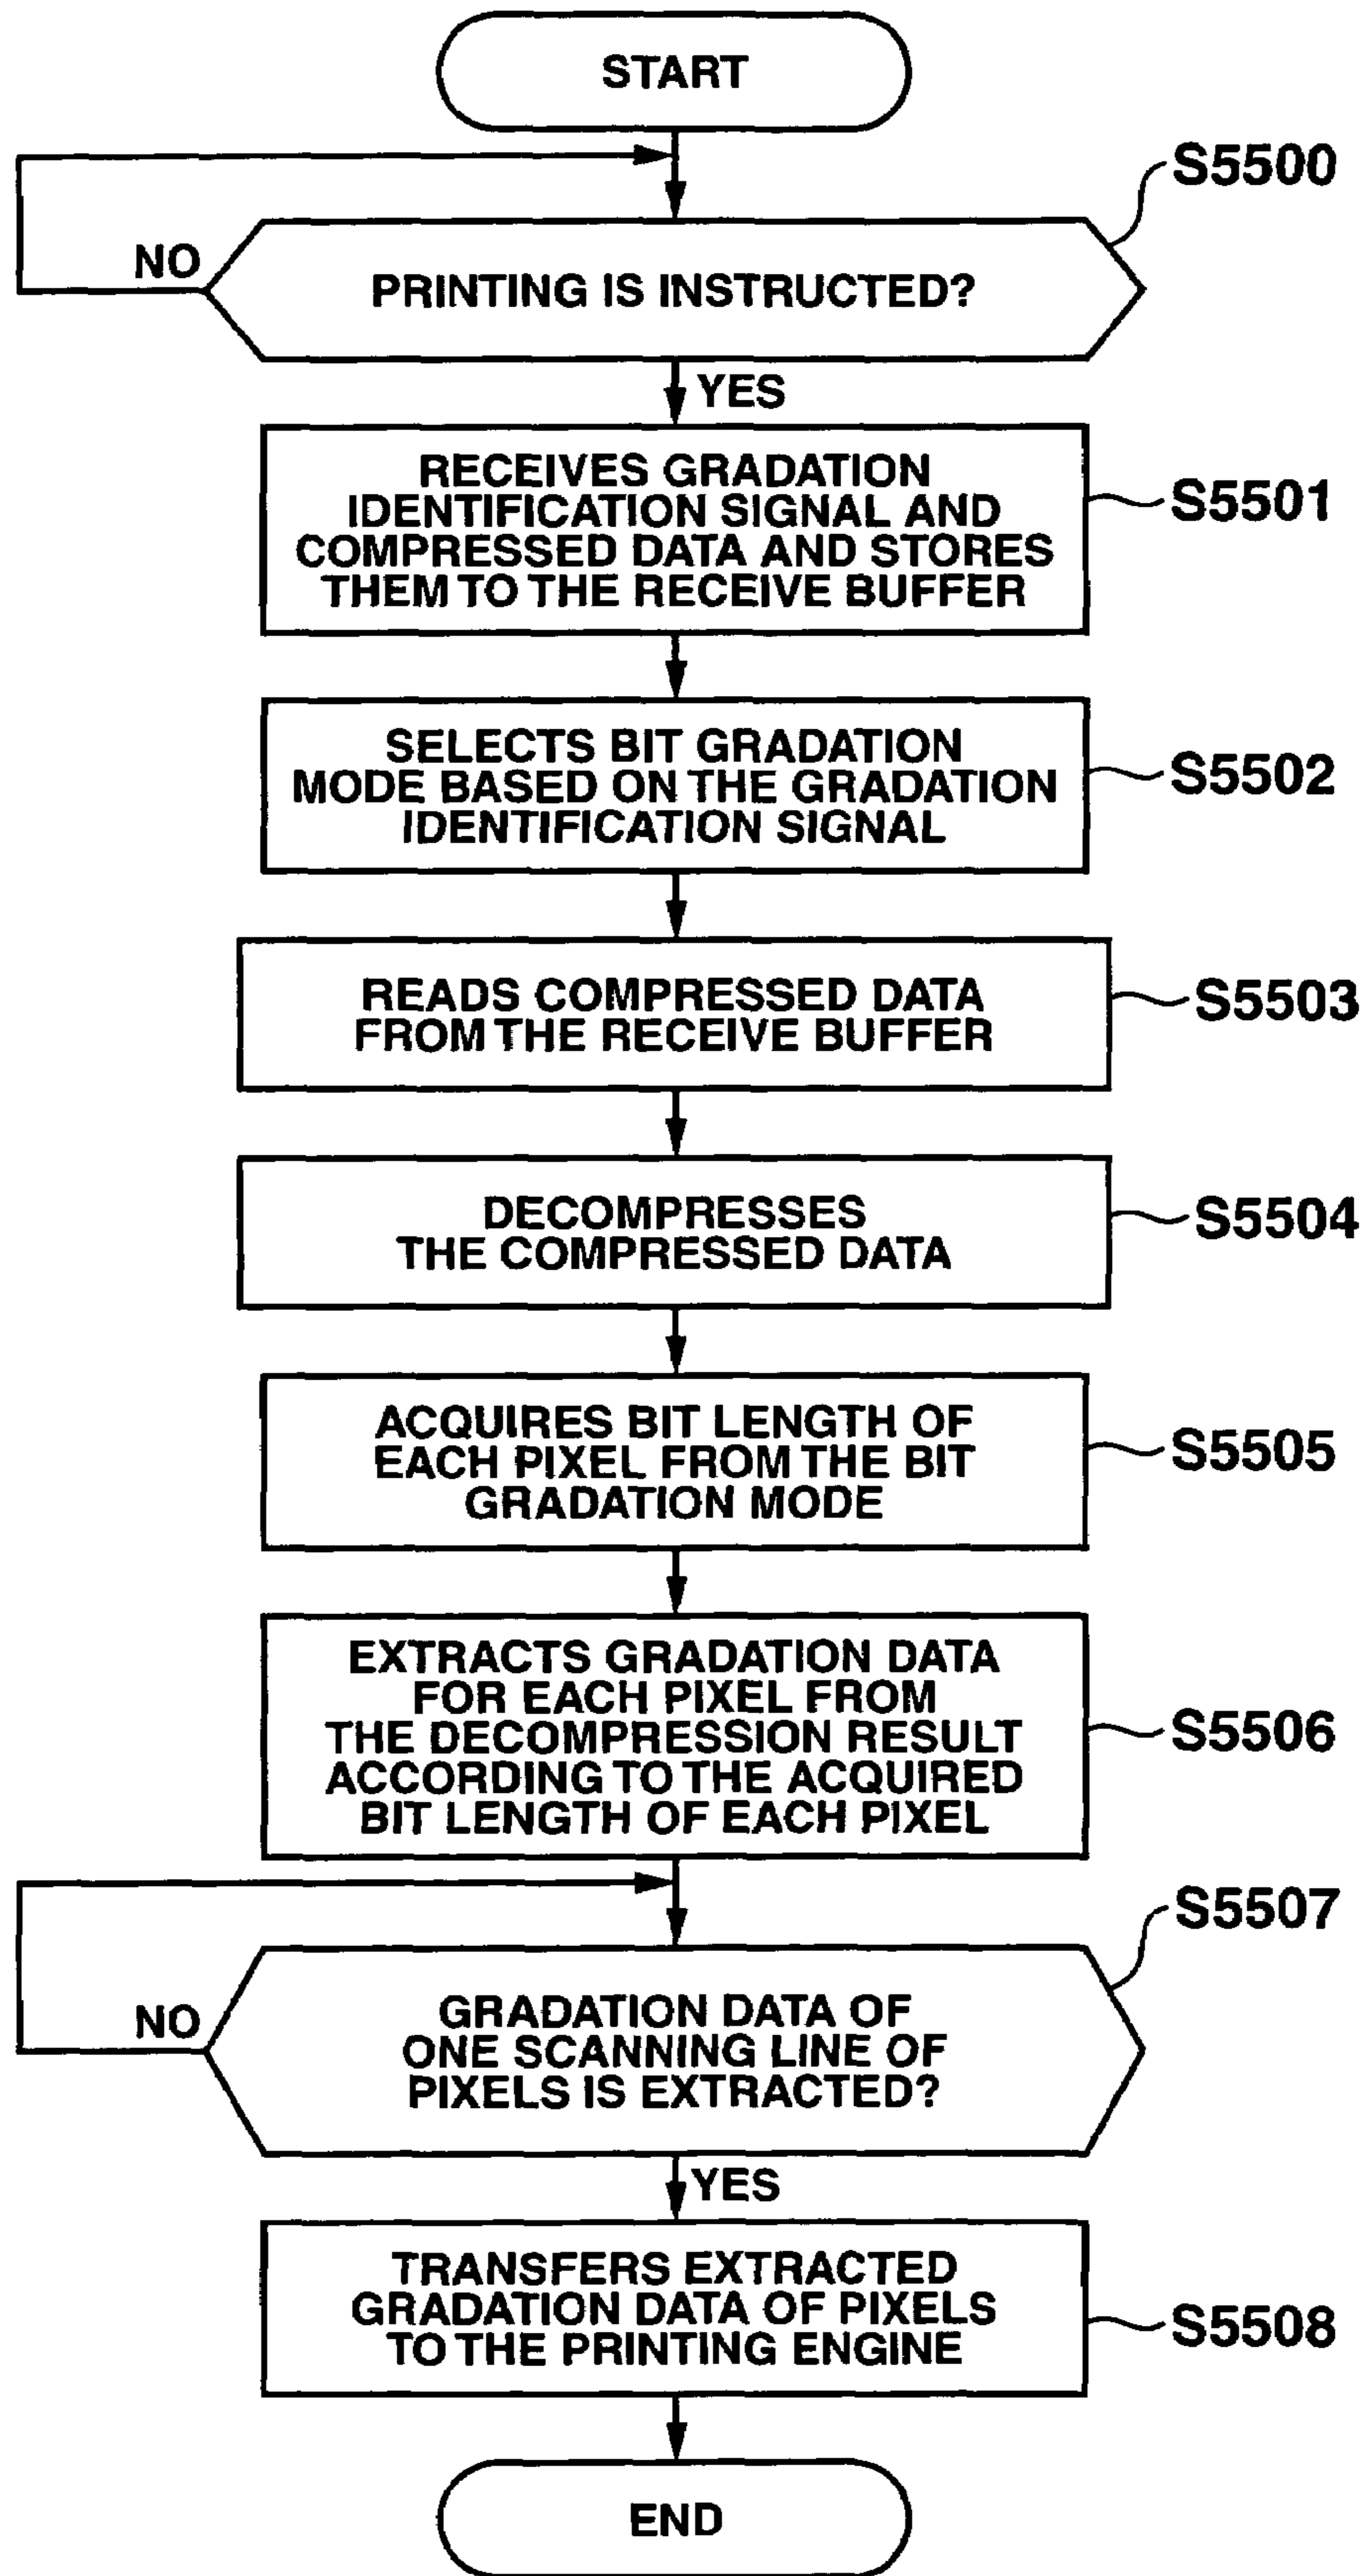 START
S5500
NO
PRINTING IS INSTRUCTED?
YES
RECEIVES GRADATION
IDENTIFICATION SIGNAL AND
COMPRESSED DATA AND STORES
THEM TO THE RECEIVE BUFFER
S5501
SELECTS BIT GRADATION
MODE BASED ON THE GRADATION
IDENTIFICATION SIGNAL
S5502
READS COMPRESSED DATA
FROM THE RECEIVE BUFFER
S5503
DECOMPRESSES
THE COMPRESSED DATA
S5504
ACQUIRES BIT LENGTH OF
EACH PIXEL FROM THE BIT
GRADATION MODE
S5505
EXTRACTS GRADATION DATA
FOR EACH PIXEL FROM
THE DECOMPRESSION RESULT
ACCORDING TO THE ACQUIRED
BIT LENGTH OF EACH PIXEL
S5506
S5507
NO
GRADATION DATA OF
ONE SCANNING LINE OF
PIXELS IS EXTRACTED?
YES
TRANSFERS EXTRACTED
GRADATION DATA OF PIXELS
TO THE PRINTING ENGINE
S5508
END